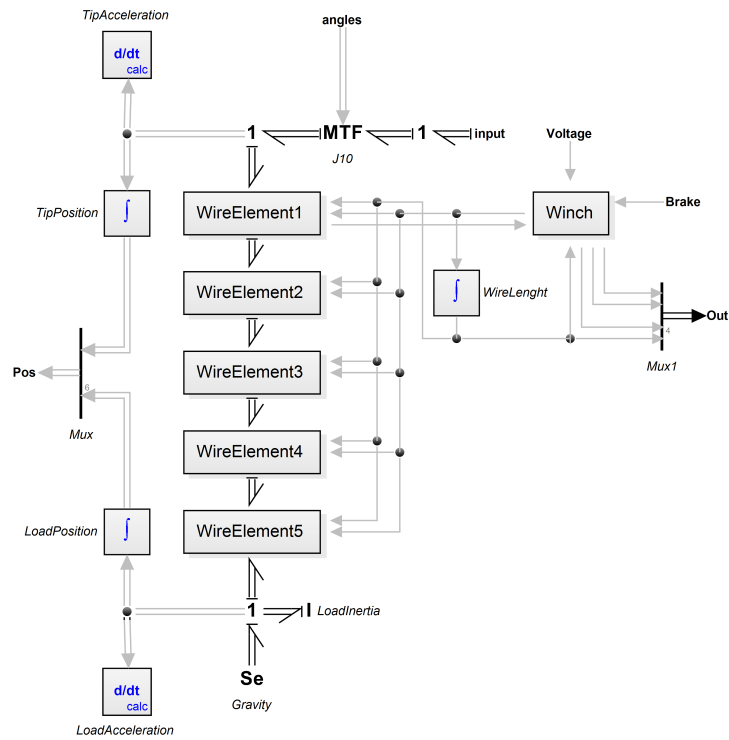 TipAcceleration
angles
d/dt
calc
1
MTF
1
input
J10
Voltage
TipPosition
∫
WireElement1
Winch
Brake
WireElement2
∫
WireLenght
Out
4
Mux1
WireElement3
Pos
6
Mux
WireElement4
LoadPosition
∫
WireElement5
1
I
LoadInertia
d/dt
calc
Se
Gravity
LoadAcceleration